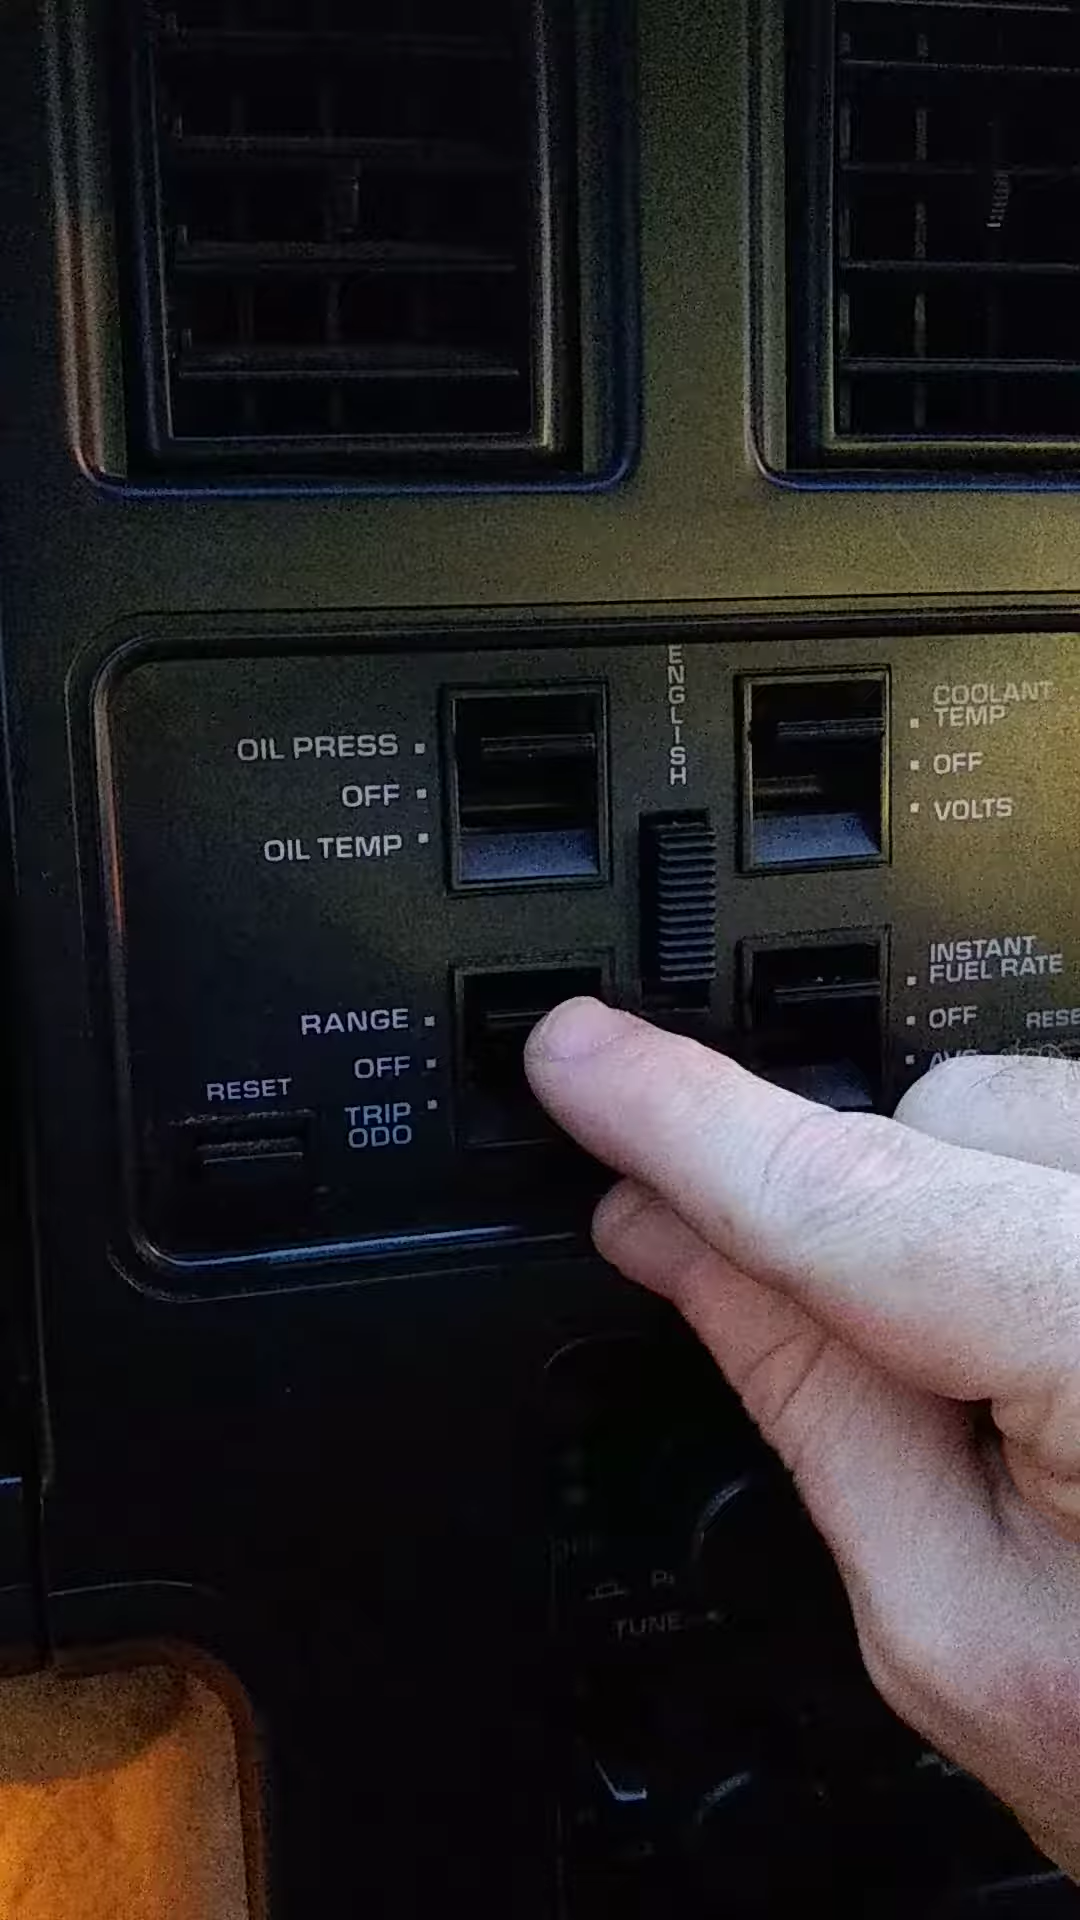 ENGLISH
OIL PRESS
OFF
OIL TEMP
COOLANT
TEMP
OFF
VOLTS
RANGE
OFF
TRIP
ODO
RESET
INSTANT
FUEL RATE
OFF
TUNE